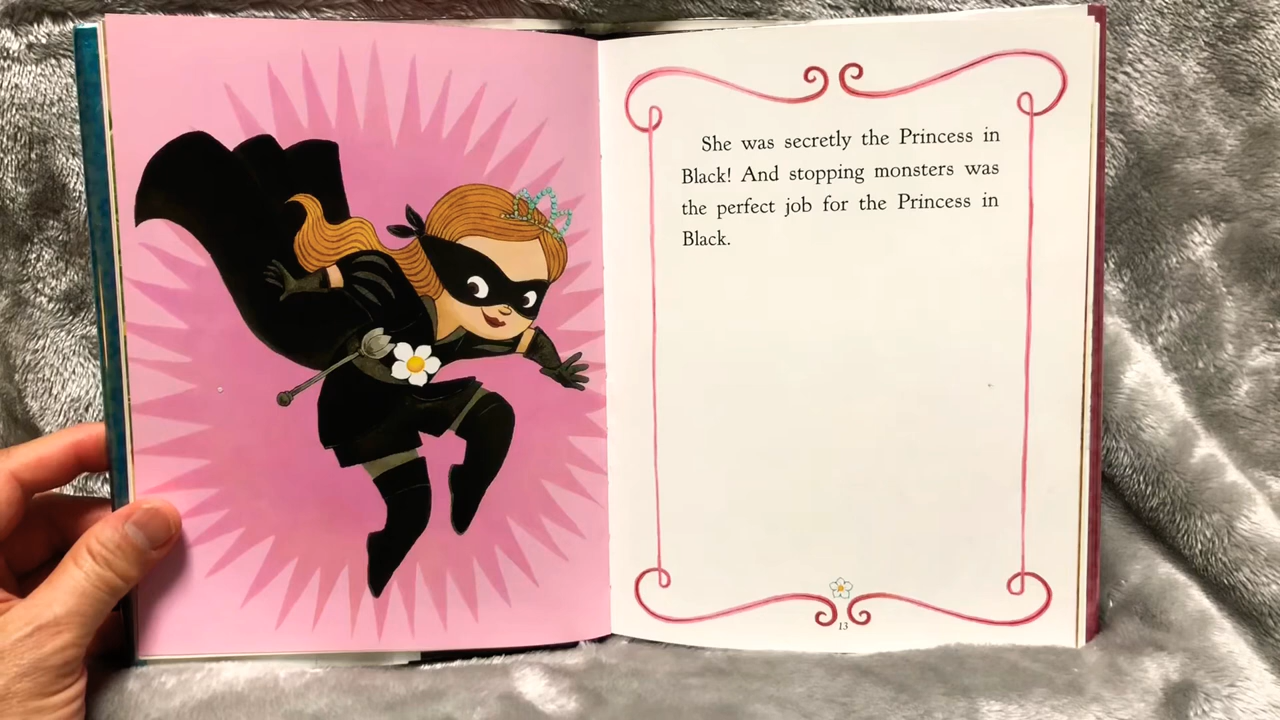 She was secretly the Princess in
Black! And stopping monsters was
the perfect job for the Princess in
Black.
13